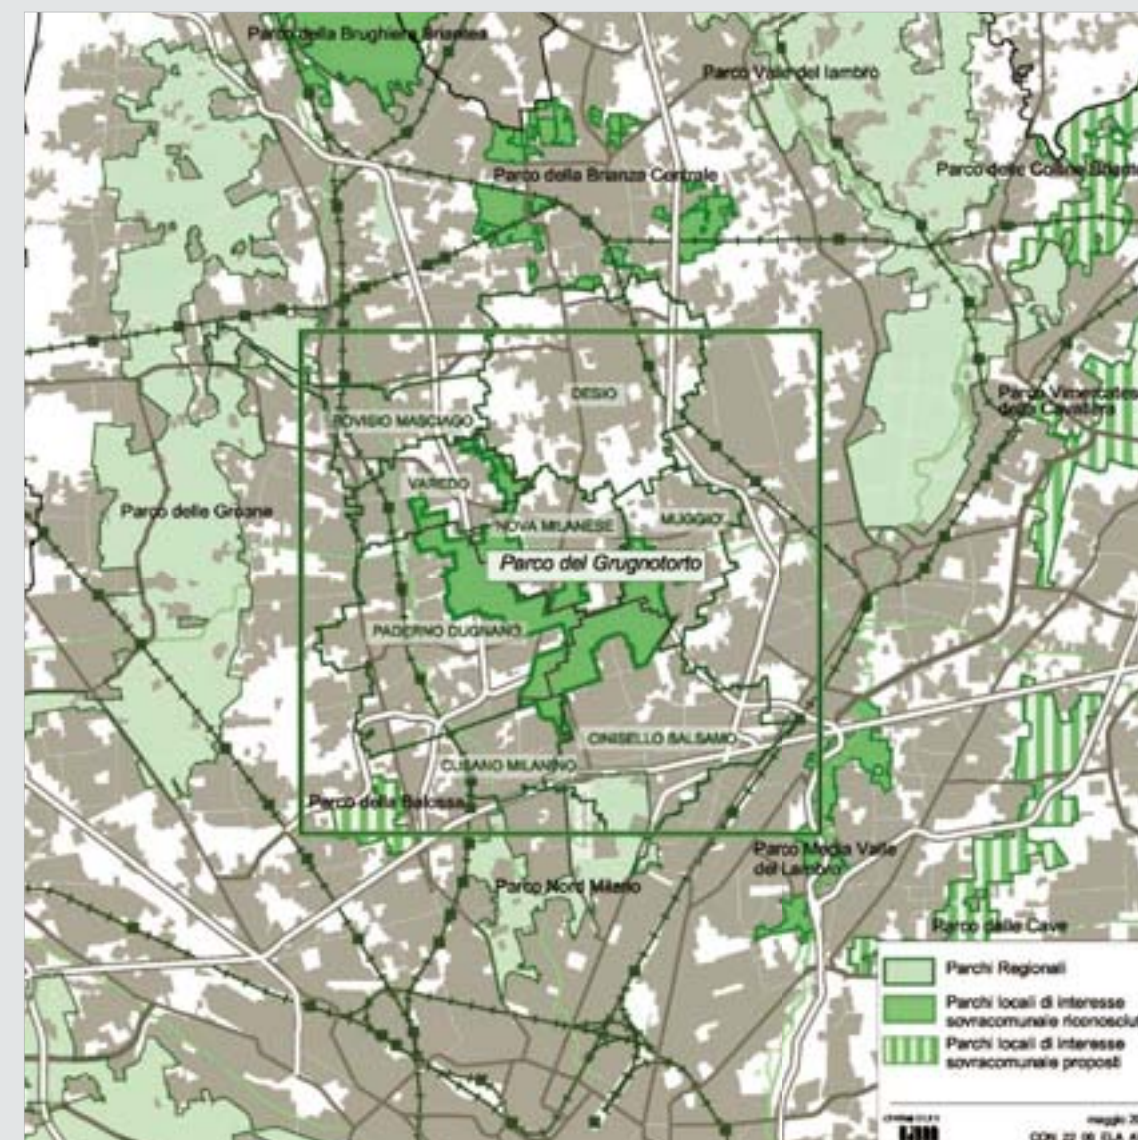 Parco della Brughiera Briantea
Parco Valle del lambro
Parco della Brianza Centrale
Parco delle Colline
DESIO
BOVISIO MASCIAGO
Parco
della Cavallera
VAREDO
Parco delle Groane
NOVA MILANESE
MUGGIO'
Parco del Grugnotorto
PADERNO DUGNANO
CINISELLO BALSAMO
CUSANO MILANINO
Parco della Balossa
Parco Media Valle
del Lambro
Parco Nord Milano
Parco delle Cave
Parchi Regionali
Parchi locali di interesse
sovracomunale
Parchi locali di interesse
sovracomunale proposti
maggio